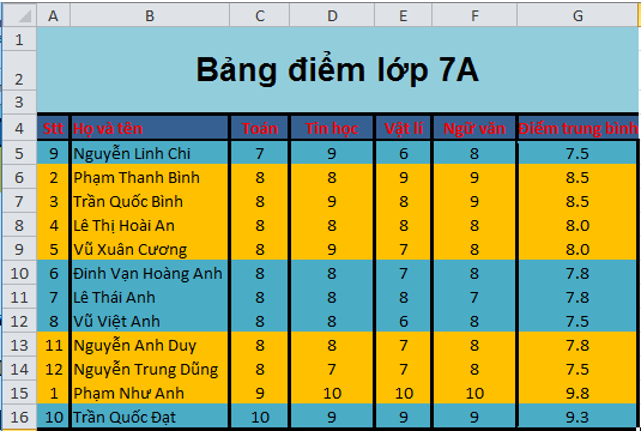 A B C D E F G
1
2 Bảng điểm lớp 7A
3
4 Stt Họ và tên Toán Tin học Vật lí Ngữ văn Điểm trung bình
5 9 Nguyễn Linh Chi 7 9 6 8 7.5
6 2 Phạm Thanh Bình 8 8 9 9 8.5
7 3 Trần Quốc Bình 8 9 8 9 8.5
8 4 Lê Thị Hoài An 8 8 8 8 8.0
9 5 Vũ Xuân Cương 8 9 7 8 8.0
10 6 Đinh Vạn Hoàng Anh 8 8 7 8 7.8
11 7 Lê Thái Anh 8 8 8 7 7.8
12 8 Vũ Việt Anh 8 8 6 8 7.5
13 11 Nguyễn Anh Duy 8 8 7 8 7.8
14 12 Nguyễn Trung Dũng 8 7 7 8 7.5
15 1 Phạm Như Anh 9 10 10 10 9.8
16 10 Trần Quốc Đạt 10 9 9 9 9.3